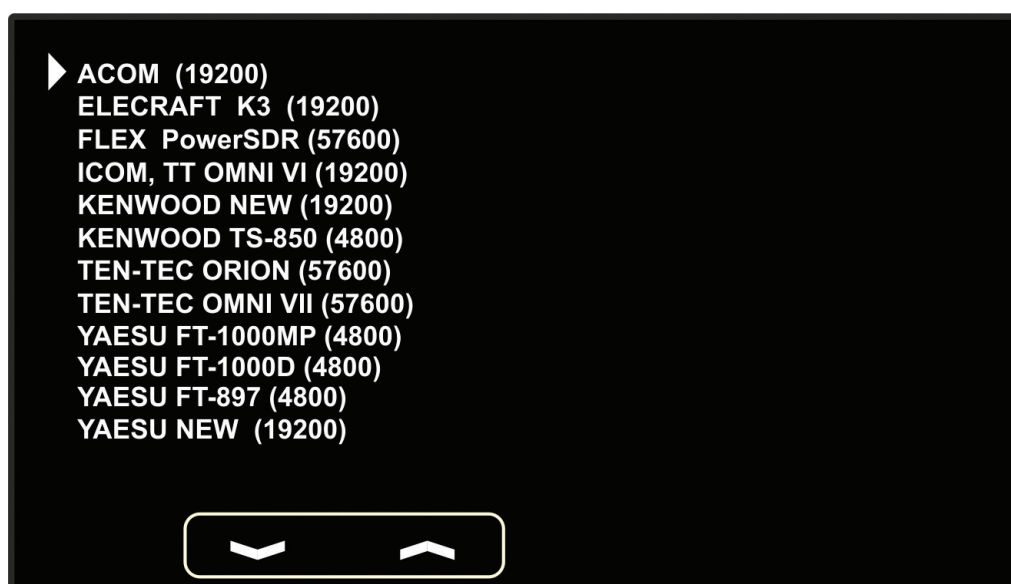 ACOM (19200)
ELECRAFT K3 (19200)
FLEX PowerSDR (57600)
ICOM, TT OMNI VI (19200)
KENWOOD NEW (19200)
KENWOOD TS-850 (4800)
TEN-TEC ORION (57600)
TEN-TEC OMNI VII (57600)
YAESU FT-1000MP (4800)
YAESU FT-1000D (4800)
YAESU FT-897 (4800)
YAESU NEW (19200)